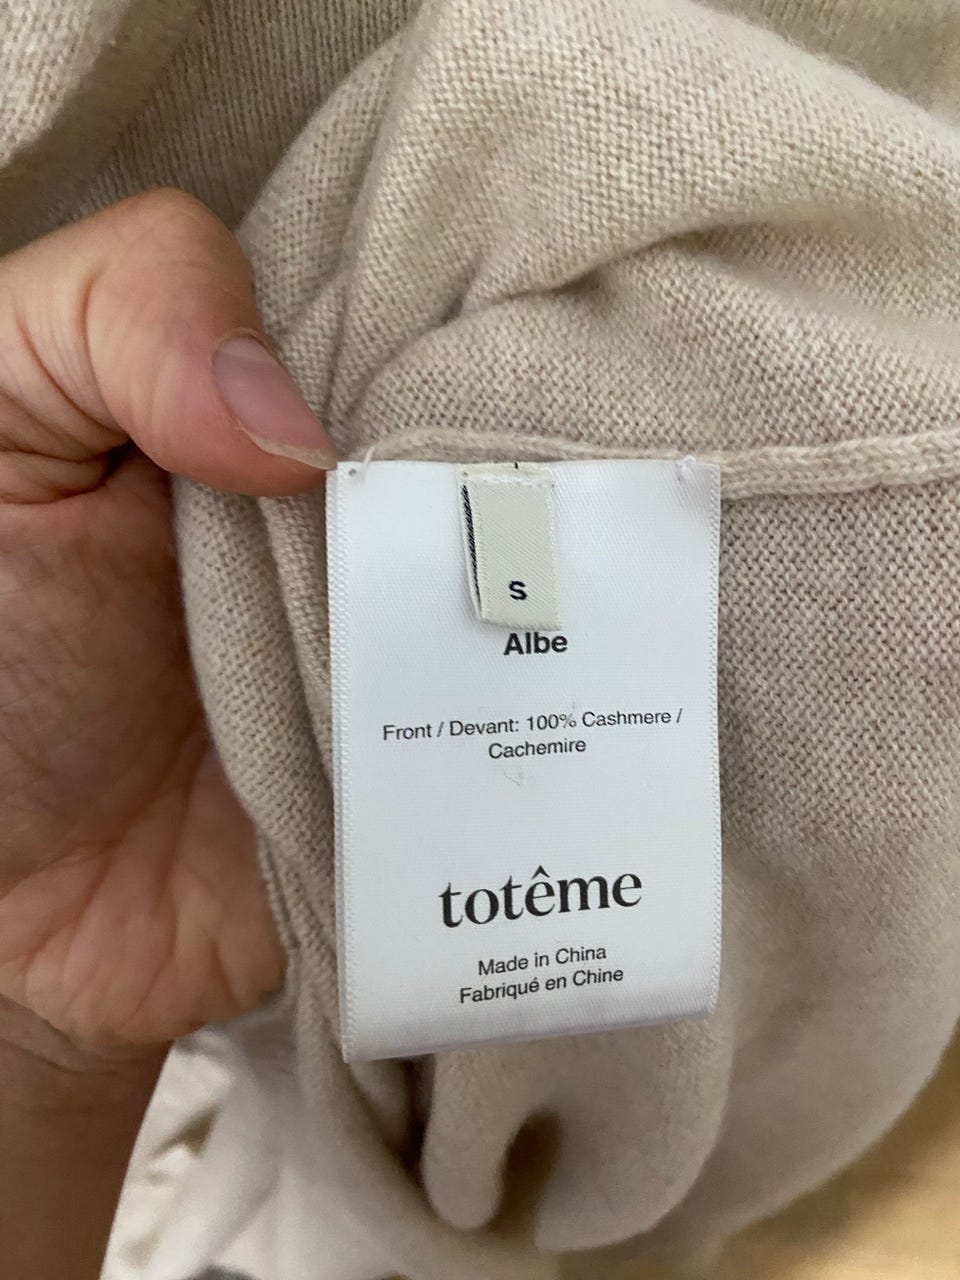 S
Albe
Front / Devant: 100% Cashmere /
Cachemire
totême
Made in China
Fabriqué en Chine